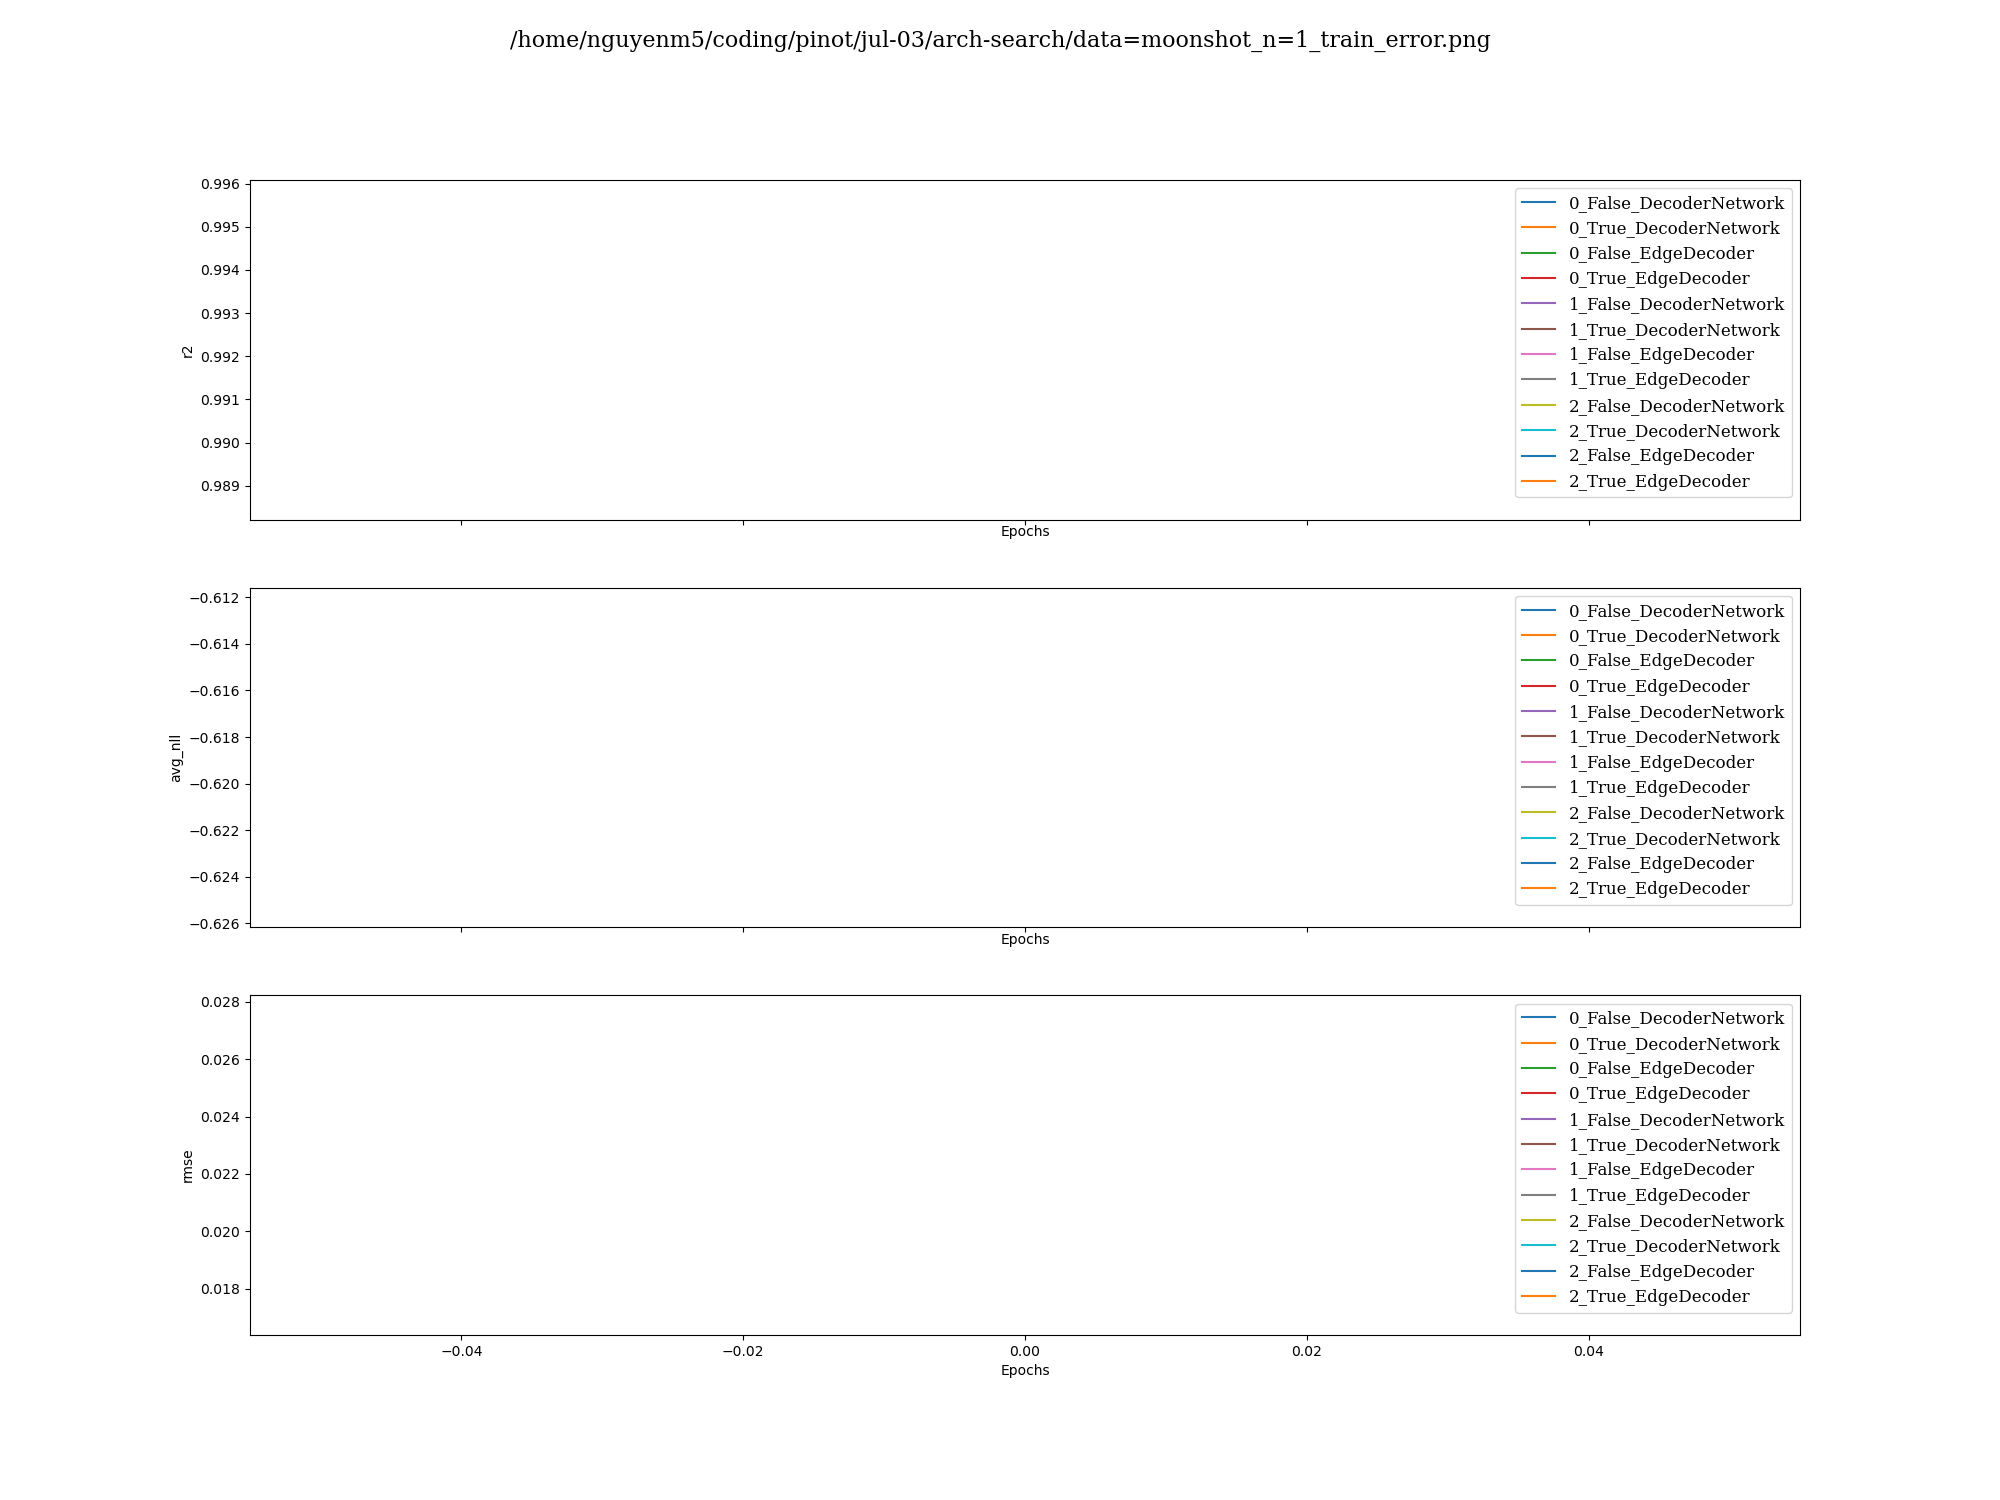 /home/nguyenm5/coding/pinot/jul-03/arch-search/data=moonshot_n=1_train_error.png
0.996
0.995
0.994
0.993
0.992
0.991
0.990
0.989
r2
0_False_DecoderNetwork
0_True_DecoderNetwork
0_False_EdgeDecoder
0_True_EdgeDecoder
1_False_DecoderNetwork
1_True_DecoderNetwork
1_False_EdgeDecoder
1_True_EdgeDecoder
2_False_DecoderNetwork
2_True_DecoderNetwork
2_False_EdgeDecoder
2_True_EdgeDecoder
Epochs
−0.612
−0.614
−0.616
−0.618
−0.620
−0.622
−0.624
−0.626
avg_nll
0_False_DecoderNetwork
0_True_DecoderNetwork
0_False_EdgeDecoder
0_True_EdgeDecoder
1_False_DecoderNetwork
1_True_DecoderNetwork
1_False_EdgeDecoder
1_True_EdgeDecoder
2_False_DecoderNetwork
2_True_DecoderNetwork
2_False_EdgeDecoder
2_True_EdgeDecoder
Epochs
0.028
0.026
0.024
0.022
0.020
0.018
rmse
0_False_DecoderNetwork
0_True_DecoderNetwork
0_False_EdgeDecoder
0_True_EdgeDecoder
1_False_DecoderNetwork
1_True_DecoderNetwork
1_False_EdgeDecoder
1_True_EdgeDecoder
2_False_DecoderNetwork
2_True_DecoderNetwork
2_False_EdgeDecoder
2_True_EdgeDecoder
−0.04 −0.02 0.00 0.02 0.04
Epochs